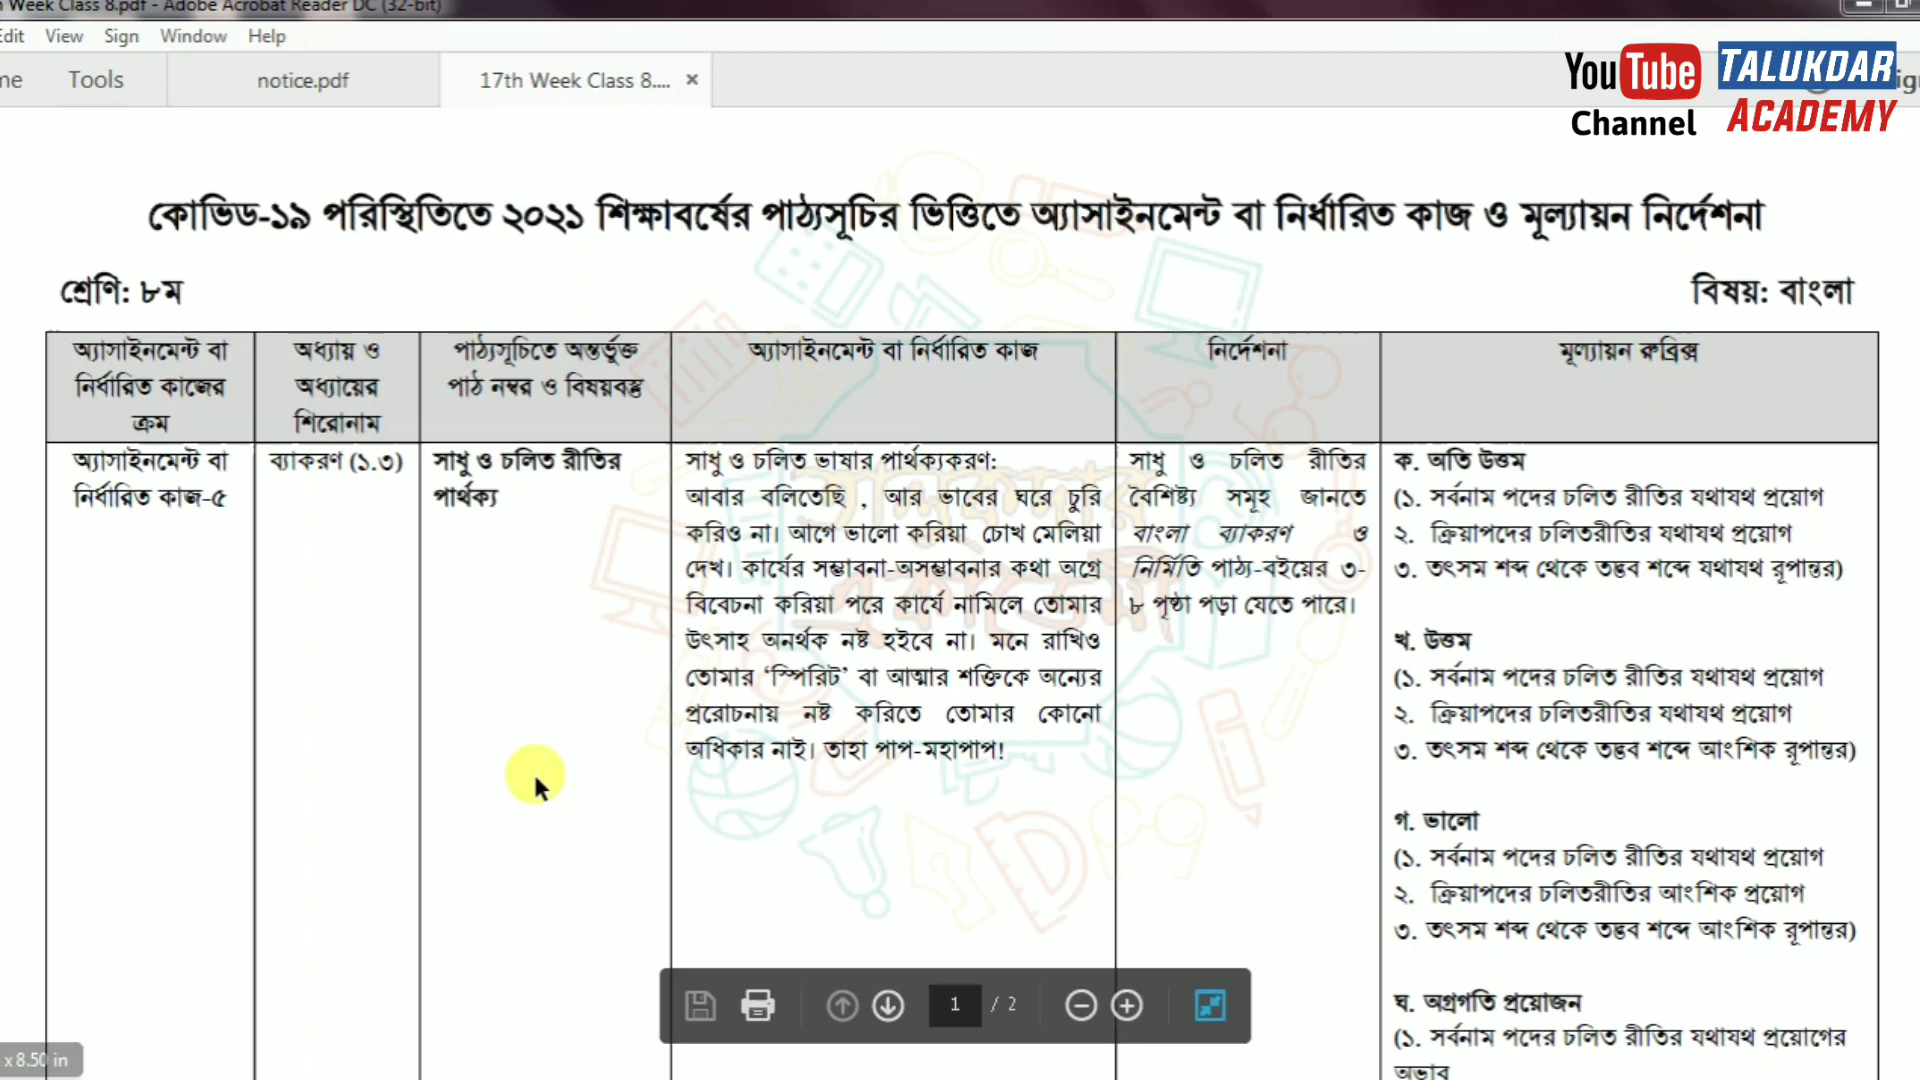 Week Class 8.pdf - Adobe Acrobat Reader DC (32-bit)
Edit View Sign Window Help
Tools notice.pdf 17th Week Class 8.... ×
YouTube TALUKDAR
Channel ACADEMY
কোভিড-১৯ পরিস্থিতিতে ২০২১ শিক্ষাবর্ষের পাঠ্যসূচির ভিত্তিতে অ্যাসাইনমেন্ট বা নির্ধারিত কাজ ও মূল্যায়ন নির্দেশনা
শ্রেণি: ৮ম
বিষয়: বাংলা
অ্যাসাইনমেন্ট বা
নির্ধারিত কাজের
ক্রম
অধ্যায় ও
অধ্যায়ের
শিরোনাম
পাঠ্যসূচিতে অন্তর্ভুক্ত
পাঠ নম্বর ও বিষয়বস্তু
অ্যাসাইনমেন্ট বা নির্ধারিত কাজ
নির্দেশনা
মূল্যায়ন রুব্রিক্স
অ্যাসাইনমেন্ট বা
নির্ধারিত কাজ-৫
ব্যাকরণ (১.৩)
সাধু ও চলিত রীতির
পার্থক্য
সাধু ও চলিত ভাষার পার্থক্যকরণ:
আবার বলিতেছি , আর ভাবের ঘরে চুরি
করিও না। আগে ভালো করিয়া চোখ মেলিয়া
দেখ। কার্যের সম্ভাবনা-অসম্ভাবনার কথা অগ্রে
বিবেচনা করিয়া পরে কার্যে নামিলে তোমার
উৎসাহ অনর্থক নষ্ট হইবে না। মনে রাখিও
তোমার ‘স্পিরিট’ বা আত্মার শক্তিকে অন্যের
প্ররোচনায় নষ্ট করিতে তোমার কোনো
অধিকার নাই। তাহা পাপ-মহাপাপ!
সাধু ও চলিত রীতির
বৈশিষ্ট্য সমূহ জানতে
বাংলা ব্যাকরণ ও
নির্মিতি পাঠ্য-বইয়ের ৩-
৮ পৃষ্ঠা পড়া যেতে পারে।
ক. অতি উত্তম
(১. সর্বনাম পদের চলিত রীতির যথাযথ প্রয়োগ
২. ক্রিয়াপদের চলিতরীতির যথাযথ প্রয়োগ
৩. তৎসম শব্দ থেকে তদ্ভব শব্দে যথাযথ রূপান্তর)
খ. উত্তম
(১. সর্বনাম পদের চলিত রীতির যথাযথ প্রয়োগ
২. ক্রিয়াপদের চলিতরীতির যথাযথ প্রয়োগ
৩. তৎসম শব্দ থেকে তদ্ভব শব্দে আংশিক রূপান্তর)
গ. ভালো
(১. সর্বনাম পদের চলিত রীতির যথাযথ প্রয়োগ
২. ক্রিয়াপদের চলিতরীতির আংশিক প্রয়োগ
৩. তৎসম শব্দ থেকে তদ্ভব শব্দে আংশিক রূপান্তর)
ঘ. অগ্রগতি প্রয়োজন
(১. সর্বনাম পদের চলিত রীতির যথাযথ প্রয়োগের
অভাব
তালুকদার
একাডেমী
1 / 2
x 8.50 in